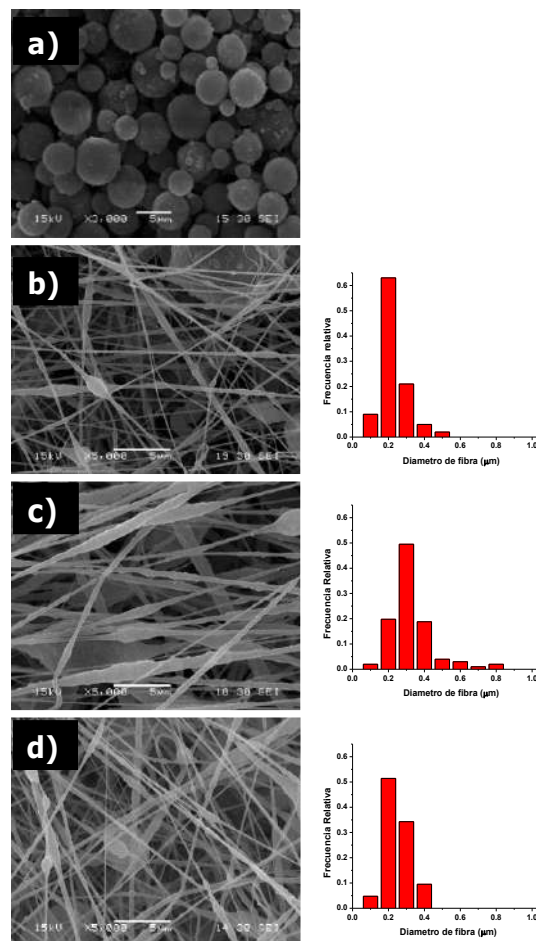 a)
15kV X3,000 5μm 15 30 SEI
b)
15kV X5,000 5μm 19 30 SEI
Frecuencia relativa
0.6
0.5
0.4
0.3
0.2
0.1
0.0
0.0 0.2 0.4 0.6 0.8 1.0
Diametro de fibra (μm)
c)
15kV X5,000 5μm 18 30 SEI
Frecuencia Relativa
0.6
0.5
0.4
0.3
0.2
0.1
0.0
0.0 0.2 0.4 0.6 0.8 1.0
Diametro de fibra (μm)
d)
15kV X5,000 5μm 14 30 SEI
Frecuencia Relativa
0.6
0.5
0.4
0.3
0.2
0.1
0.0
0.0 0.2 0.4 0.6 0.8 1.0
Diametro de fibra (μm)